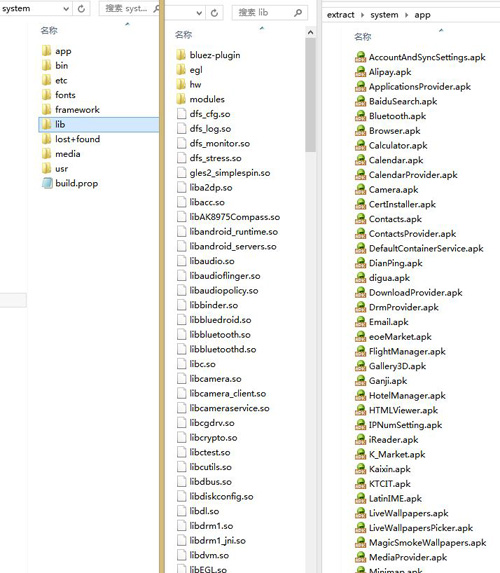 system
搜索 syst...
名称
app
bin
etc
fonts
framework
lib
lost+found
media
usr
build.prop
搜索 lib
名称
bluez-plugin
egl
hw
modules
dfs_cfg.so
dfs_log.so
dfs_monitor.so
dfs_stress.so
gles2_simplespin.so
liba2dp.so
libacc.so
libAK8975Compass.so
libandroid_runtime.so
libandroid_servers.so
libaudio.so
libaudioflinger.so
libaudiopolicy.so
libbinder.so
libbluedroid.so
libbluetooth.so
libbluetoothd.so
libc.so
libcamera.so
libcamera_client.so
libcameraservice.so
libcgdrv.so
libcrypto.so
libctest.so
libcutils.so
libdbus.so
libdiskconfig.so
libdl.so
libdrm1.so
libdrm1_jni.so
libdvm.so
libEGL.so
extract › system › app
名称
AccountAndSyncSettings.apk
Alipay.apk
ApplicationsProvider.apk
BaiduSearch.apk
Bluetooth.apk
Browser.apk
Calculator.apk
Calendar.apk
CalendarProvider.apk
Camera.apk
CertInstaller.apk
Contacts.apk
ContactsProvider.apk
DefaultContainerService.apk
DianPing.apk
digua.apk
DownloadProvider.apk
DrmProvider.apk
Email.apk
eoeMarket.apk
FlightManager.apk
Gallery3D.apk
Ganji.apk
HotelManager.apk
HTMLViewer.apk
IPNumSetting.apk
iReader.apk
K_Market.apk
Kaixin.apk
KTCIT.apk
LatinIME.apk
LiveWallpapers.apk
LiveWallpapersPicker.apk
MagicSmokeWallpapers.apk
MediaProvider.apk
Minimap.apk